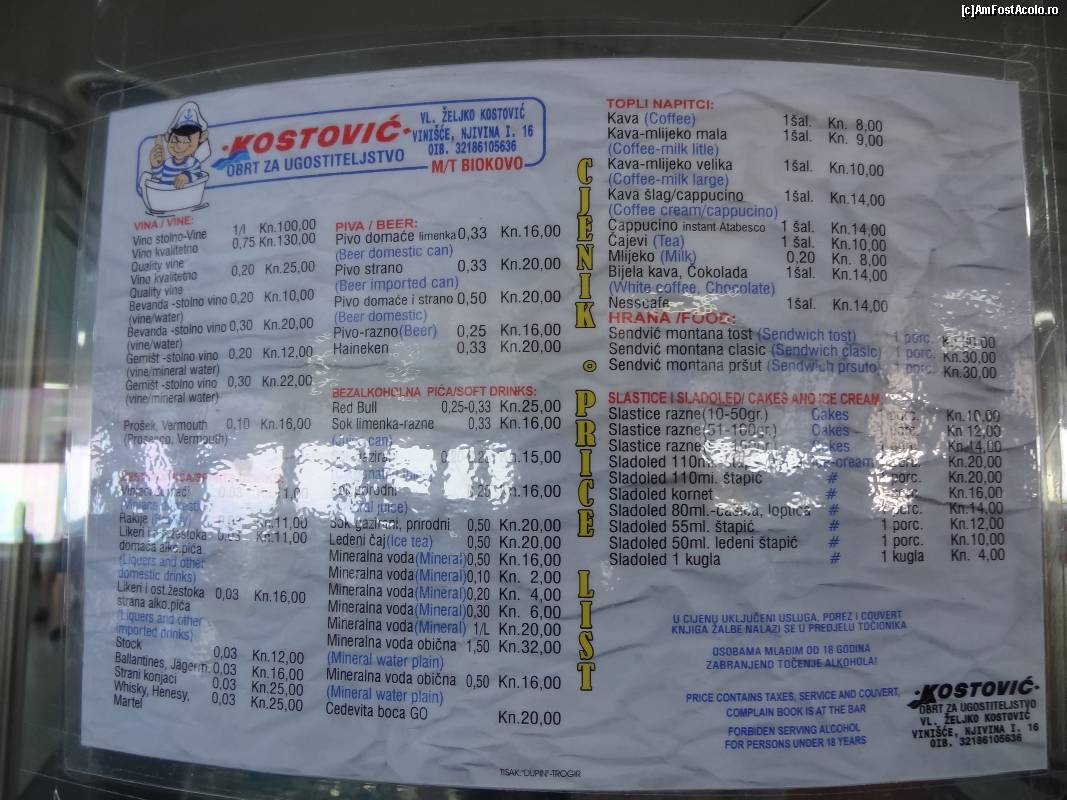 [c]AmFostAcolo.ro
KOSTOVIĆ
OBRT ZA UGOSTITELJSTVO
VL. ŽELJKO KOSTOVIĆ
VINIŠĆE, NJIVINA I. 16
OIB. 32186105636
M/T BIOKOVO
CJENIK PRICE LIST
VINA / VINE:
Vino stolno-Vine 1/l Kn.100,00
Vino kvalitetno 0,75 Kn.130,00
Quality vine
Vino kvalitetno 0,20 Kn.25,00
Quality vine
Bevanda -stolno vino 0,20 Kn.10,00
(vine/water)
Bevanda -stolno vino 0,30 Kn.20,00
(vine/water)
Gemišt -stolno vino 0,20 Kn.12,00
(vine/mineral water)
Gemišt -stolno vino 0,30 Kn.22,00
(vine/mineral water)
Prošek, Vermouth 0,10 Kn.16,00
(Prosecco, Vermouth)
0,03
Rakije 11,00
Likeri žestoka 0,03 Kn.11,00
domaća alko.pića
(Liquers and other
domestic drinks)
Likeri i ost.žestoka 0,03 Kn.16,00
strana alko.pića
(Liquers and other
imported drinks)
Stock 0,03 Kn.12,00
Ballantines, Jägerm. 0,03 Kn.16,00
Strani konjaci 0,03 Kn.25,00
Whisky, Henesy, 0,03 Kn.25,00
Martel
PIVA / BEER:
Pivo domaće limenka 0,33 Kn.16,00
(Beer domestic can)
Pivo strano 0,33 Kn.20,00
(Beer imported can)
Pivo domaće i strano 0,50 Kn.20,00
(Beer domestic)
Pivo-razno(Beer) 0,25 Kn.16,00
Haineken 0,33 Kn.20,00
BEZALKOHOLNA PIĆA/SOFT DRINKS:
Red Bull 0,25-0,33 Kn.25,00
Sok limenka-razne 0,33 Kn.16,00
can)
15,00
Sok prirodni Kn.16,00
juice)
Sok gazirani, prirodni 0,50 Kn.20,00
Ledeni čaj(Ice tea) 0,50 Kn.20,00
Mineralna voda(Mineral)0,50 Kn.16,00
Mineralna voda(Mineral)0,10 Kn. 2,00
Mineralna voda(Mineral)0,20 Kn. 4,00
Mineralna voda(Mineral)0,30 Kn. 6,00
Mineralna voda(Mineral) 1/L Kn.20,00
Mineralna voda obična 1,50 Kn.32,00
(Mineral water plain)
Mineralna voda obična 0,50 Kn.16,00
(Mineral water plain)
Cedevita boca GO Kn.20,00
TOPLI NAPITCI:
Kava (Coffee) 1šal. Kn. 8,00
Kava-mlijeko mala 1šal. Kn. 9,00
(Coffee-milk litle)
Kava-mlijeko velika 1šal. Kn.10,00
(Coffee-milk large)
Kava šlag/cappucino 1šal. Kn.14,00
(Coffee cream/cappucino)
Cappucino instant Atabesco 1 šal. Kn.14,00
Čajevi (Tea) 1 šal. Kn.10,00
Mlijeko (Milk) 0,20 Kn. 8,00
Bijela kava, Čokolada 1šal. Kn.14,00
(White coffee, Chocolate)
Nesscafe 1šal. Kn.14,00
HRANA /FOOD:
Sendvič montana tost (Sendwich tost) 1 porc.
Sendvič montana clasic (Sendwich clasic) 1 porc. Kn.30,00
Sendvič montana pršut (Sendwich prsuto) 1 porc. Kn.30,00
SLASTICE I SLADOLED/ CAKES AND ICE CREAM
Slastice razne(10-50gr.) Cakes Kn.10,00
Slastice razne(51-100gr.) Cakes Kn 12,00
Slastice razne Cakes Kn.14,00
Sladoled 110ml. Kn.20,00
Sladoled 110ml. štapić # porc. Kn.20,00
Sladoled kornet # Kn.16,00
Sladoled 80ml.-čašica, loptica # porc. Kn.14,00
Sladoled 55ml. štapić # 1 porc. Kn.12,00
Sladoled 50ml. ledeni štapić # 1 porc. Kn.10,00
Sladoled 1 kugla # 1 kugla Kn. 4,00
U CIJENU UKLJUČENI USLUGA, POREZ I COUVERT
KNJIGA ŽALBE NALAZI SE U PREDJELU TOČIONIKA
OSOBAMA MLAĐIM OD 18 GODINA
ZABRANJENO TOČENJE ALKOHOLA!
PRICE CONTAINS TAXES, SERVICE AND COUVERT,
COMPLAIN BOOK IS AT THE BAR
FORBIDEN SERVING ALCOHOL
FOR PERSONS UNDER 18 YEARS
KOSTOVIĆ
OBRT ZA UGOSTITELJSTVO
VL. ŽELJKO KOSTOVIĆ
VINIŠĆE, NJIVINA I. 16
OIB. 32186105636
TISAK:"DUPIN"-TROGIR